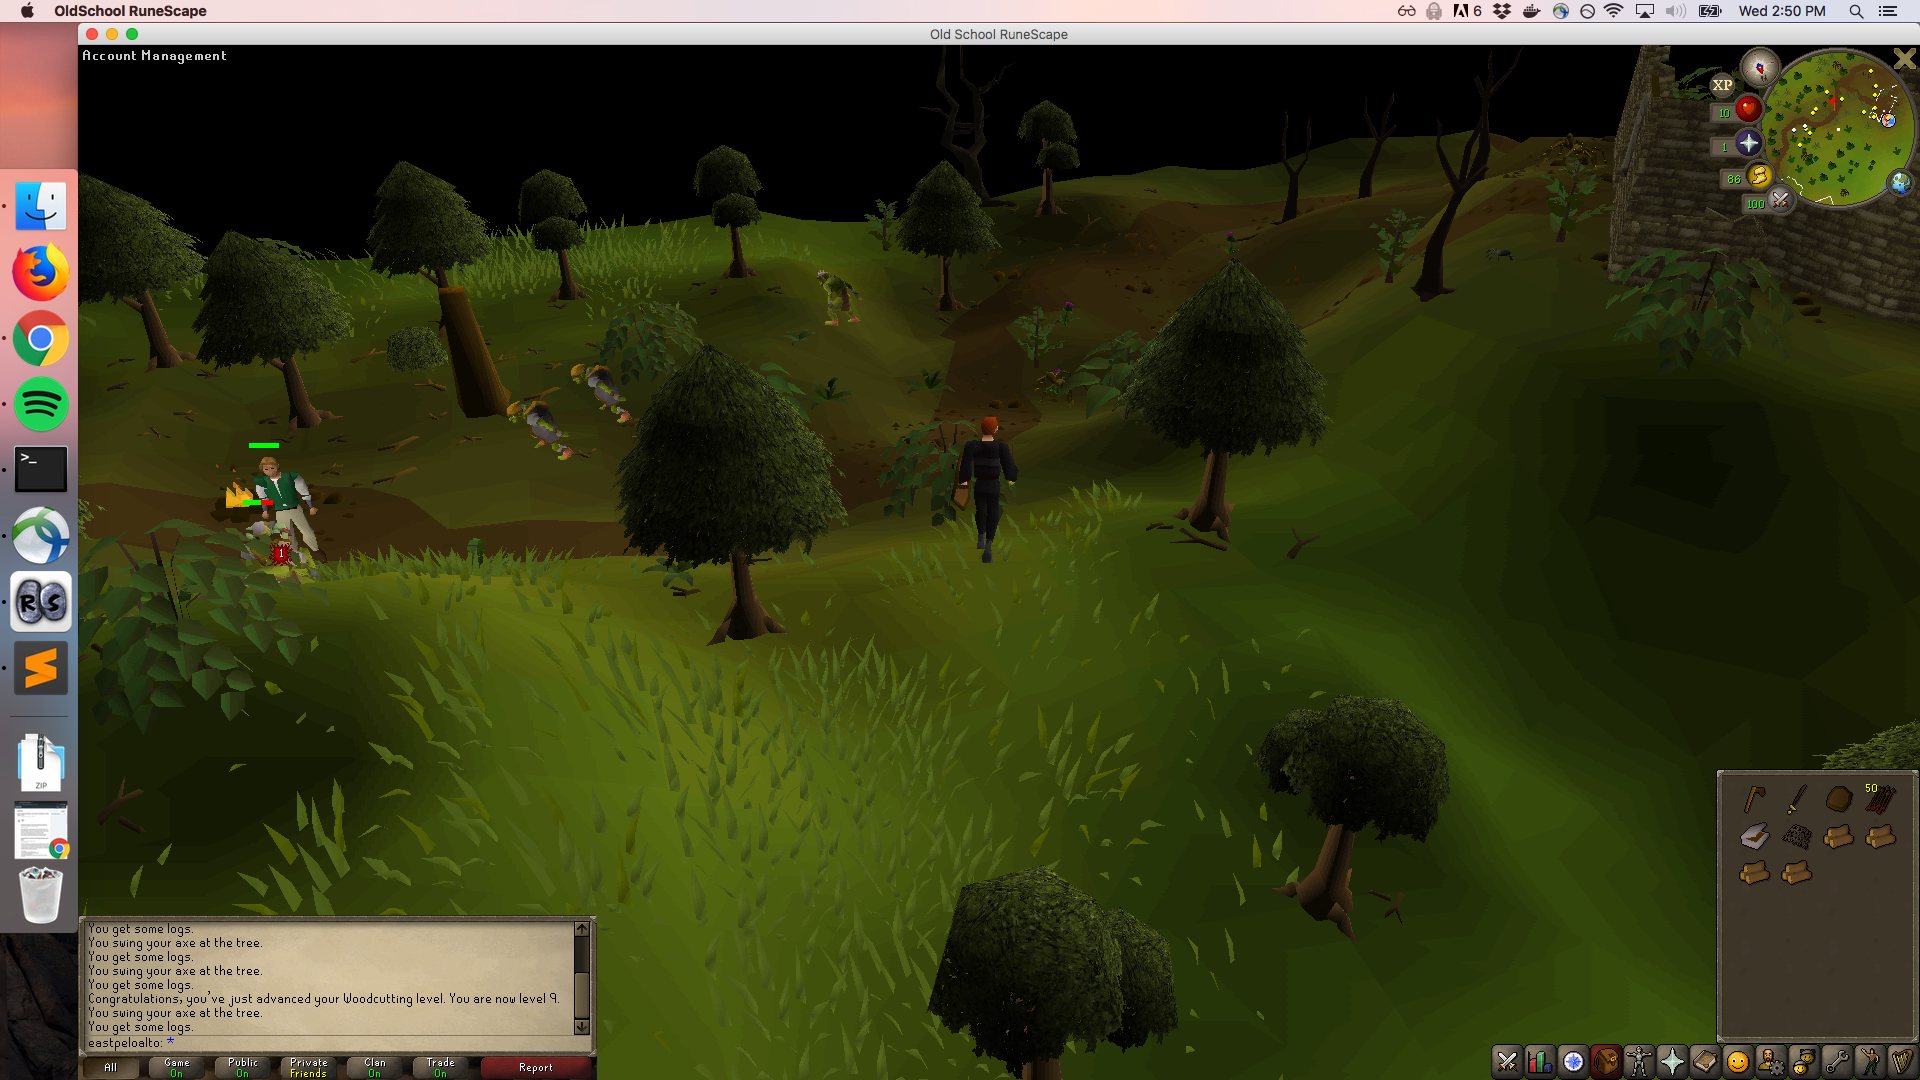 OldSchool RuneScape
6
Wed 2:50 PM
Old School RuneScape
Account Management
XP
10
1
86
100
1
>_
RS
ZIP
50
You get some logs.
You swing your axe at the tree.
You get some logs.
You swing your axe at the tree.
You get some logs.
Congratulations, you've just advanced your Woodcutting level. You are now level 9.
You swing your axe at the tree.
You get some logs.
eastpeloalto: *
All
Game
On
Public
On
Private
Friends
Clan
On
Trade
On
Report